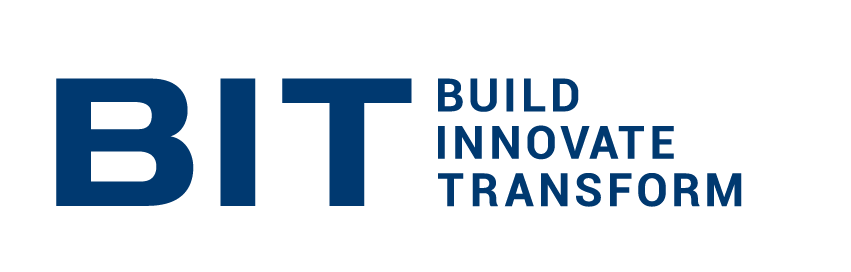 BIT
BUILD
INNOVATE
TRANSFORM